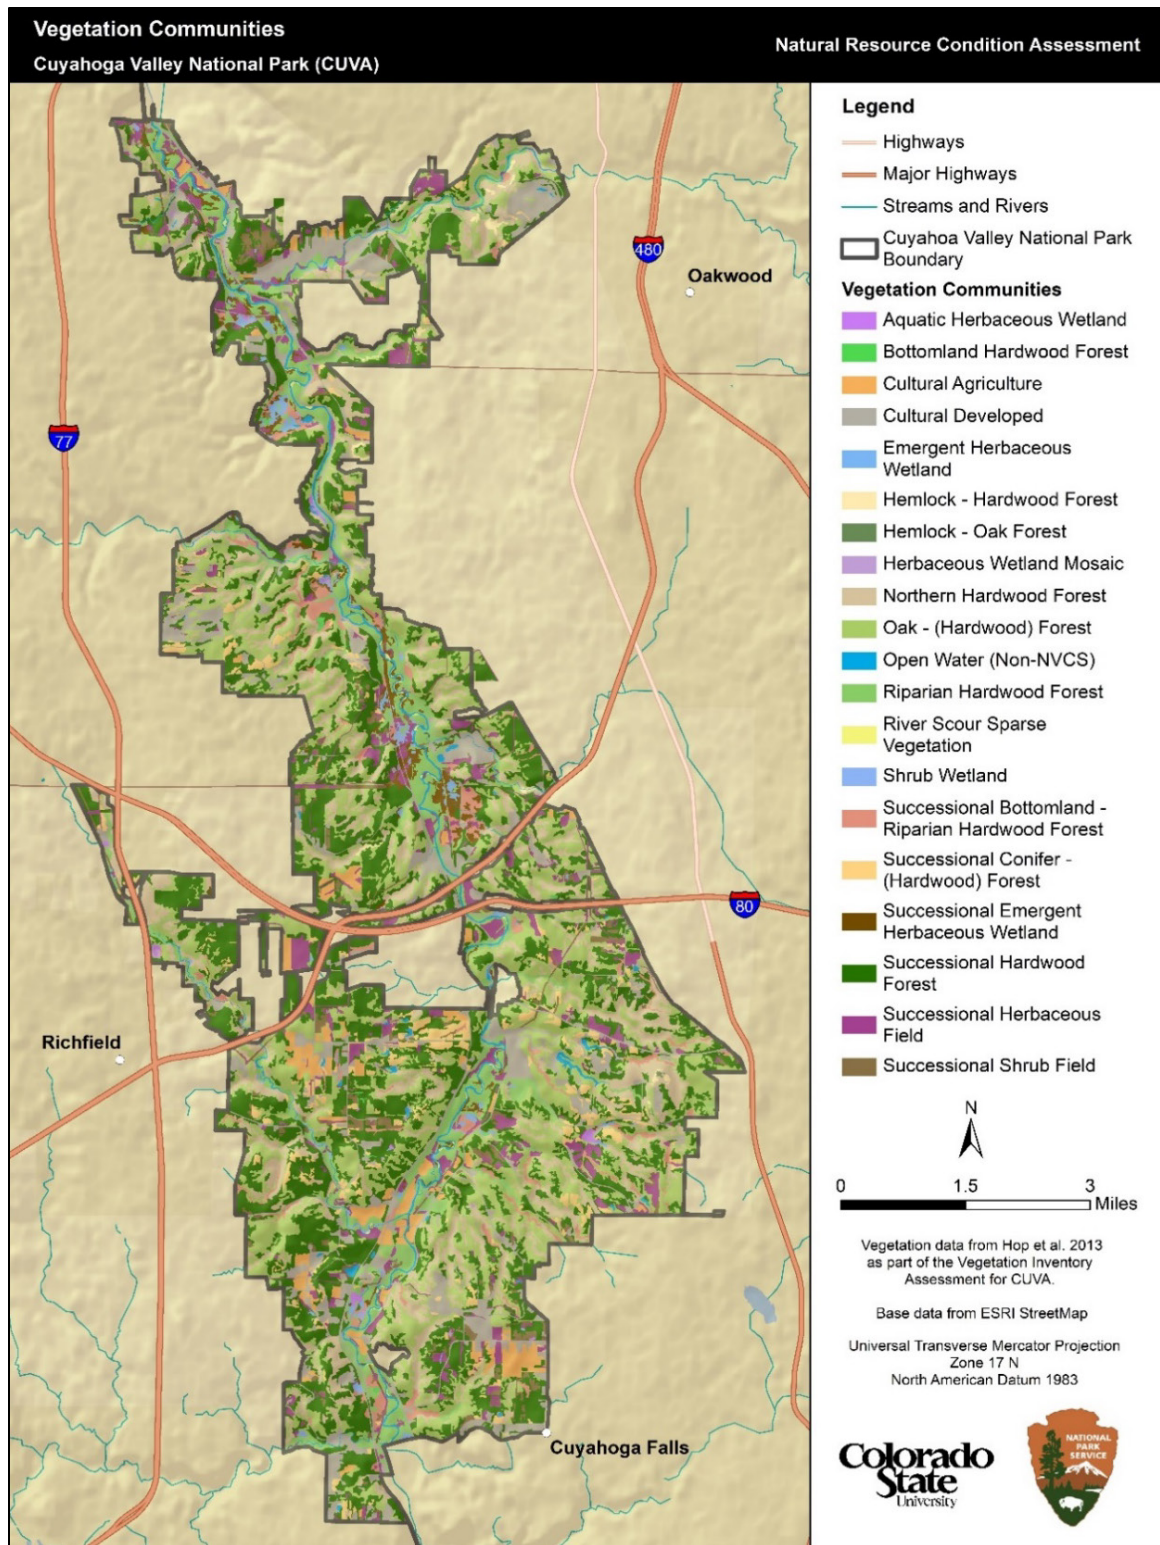 Vegetation Communities
Cuyahoga Valley National Park (CUVA)
Natural Resource Condition Assessment
480
Oakwood
77
80
Richfield
Cuyahoga Falls
Legend
Highways
Major Highways
Streams and Rivers
Cuyahoa Valley National Park
Boundary
Vegetation Communities
Aquatic Herbaceous Wetland
Bottomland Hardwood Forest
Cultural Agriculture
Cultural Developed
Emergent Herbaceous
Wetland
Hemlock - Hardwood Forest
Hemlock - Oak Forest
Herbaceous Wetland Mosaic
Northern Hardwood Forest
Oak - (Hardwood) Forest
Open Water (Non-NVCS)
Riparian Hardwood Forest
River Scour Sparse
Vegetation
Shrub Wetland
Successional Bottomland -
Riparian Hardwood Forest
Successional Conifer -
(Hardwood) Forest
Successional Emergent
Herbaceous Wetland
Successional Hardwood
Forest
Successional Herbaceous
Field
Successional Shrub Field
N
0 1.5 3
Miles
Vegetation data from Hop et al. 2013
as part of the Vegetation Inventory
Assessment for CUVA.
Base data from ESRI StreetMap
Universal Transverse Mercator Projection
Zone 17 N
North American Datum 1983
Colorado
State
University
NATIONAL
PARK
SERVICE